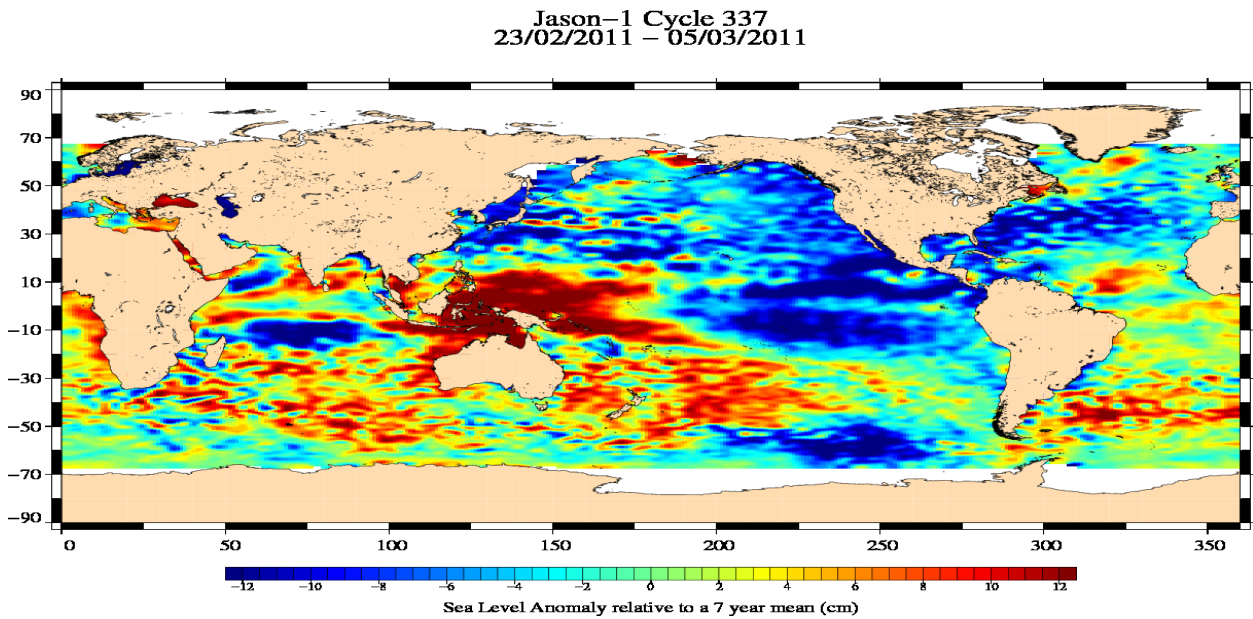 Jason-1 Cycle 337
23/02/2011 - 05/03/2011
90
70
50
30
10
-10
-30
-50
-70
-90
0 50 100 150 200 250 300 350
-12 -10 -8 -6 -4 -2 0 2 4 6 8 10 12
Sea Level Anomaly relative to a 7 year mean (cm)